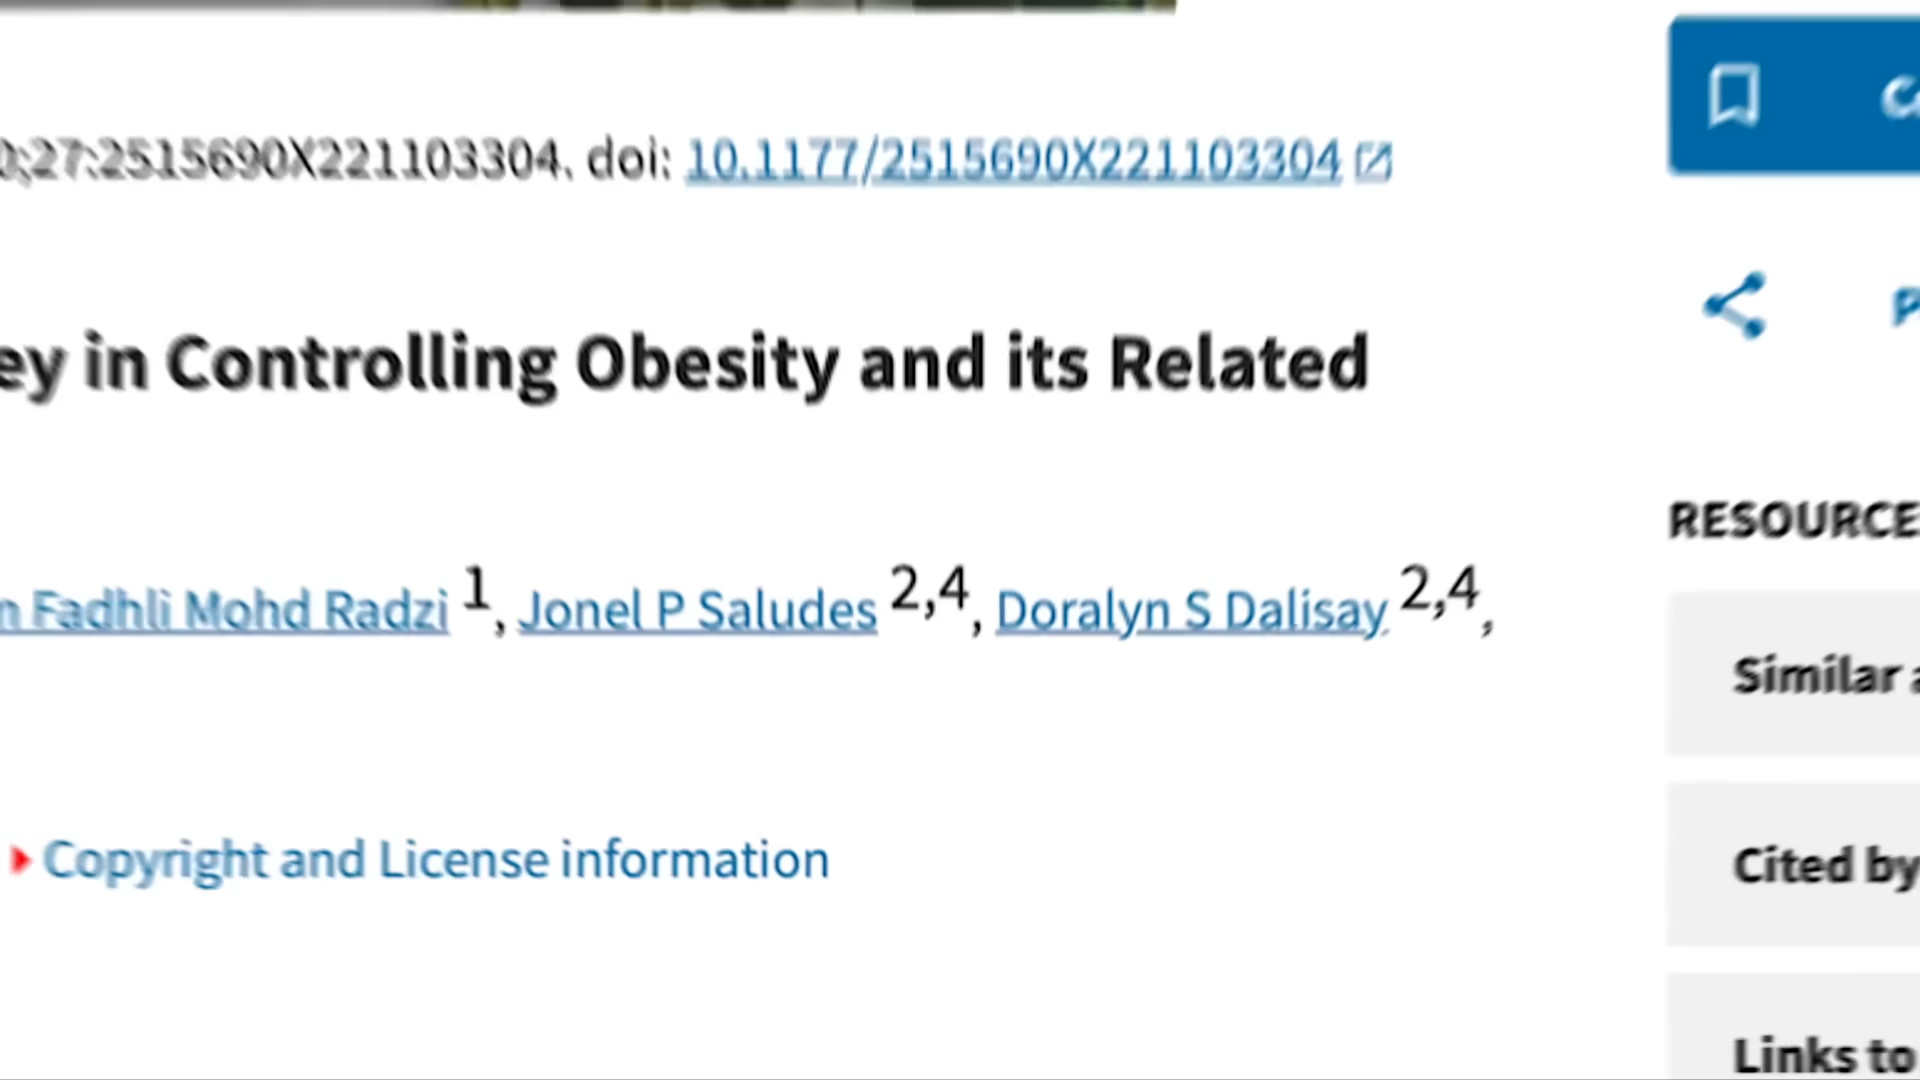 0;27:2515690X221103304. doi: 10.1177/2515690X221103304
ey in Controlling Obesity and its Related
n Fadhli Mohd Radzi 1, Jonel P Saludes 2,4, Doralyn S Dalisay 2,4,
Copyright and License information
RESOURCE
Similar
Cited by
Links to